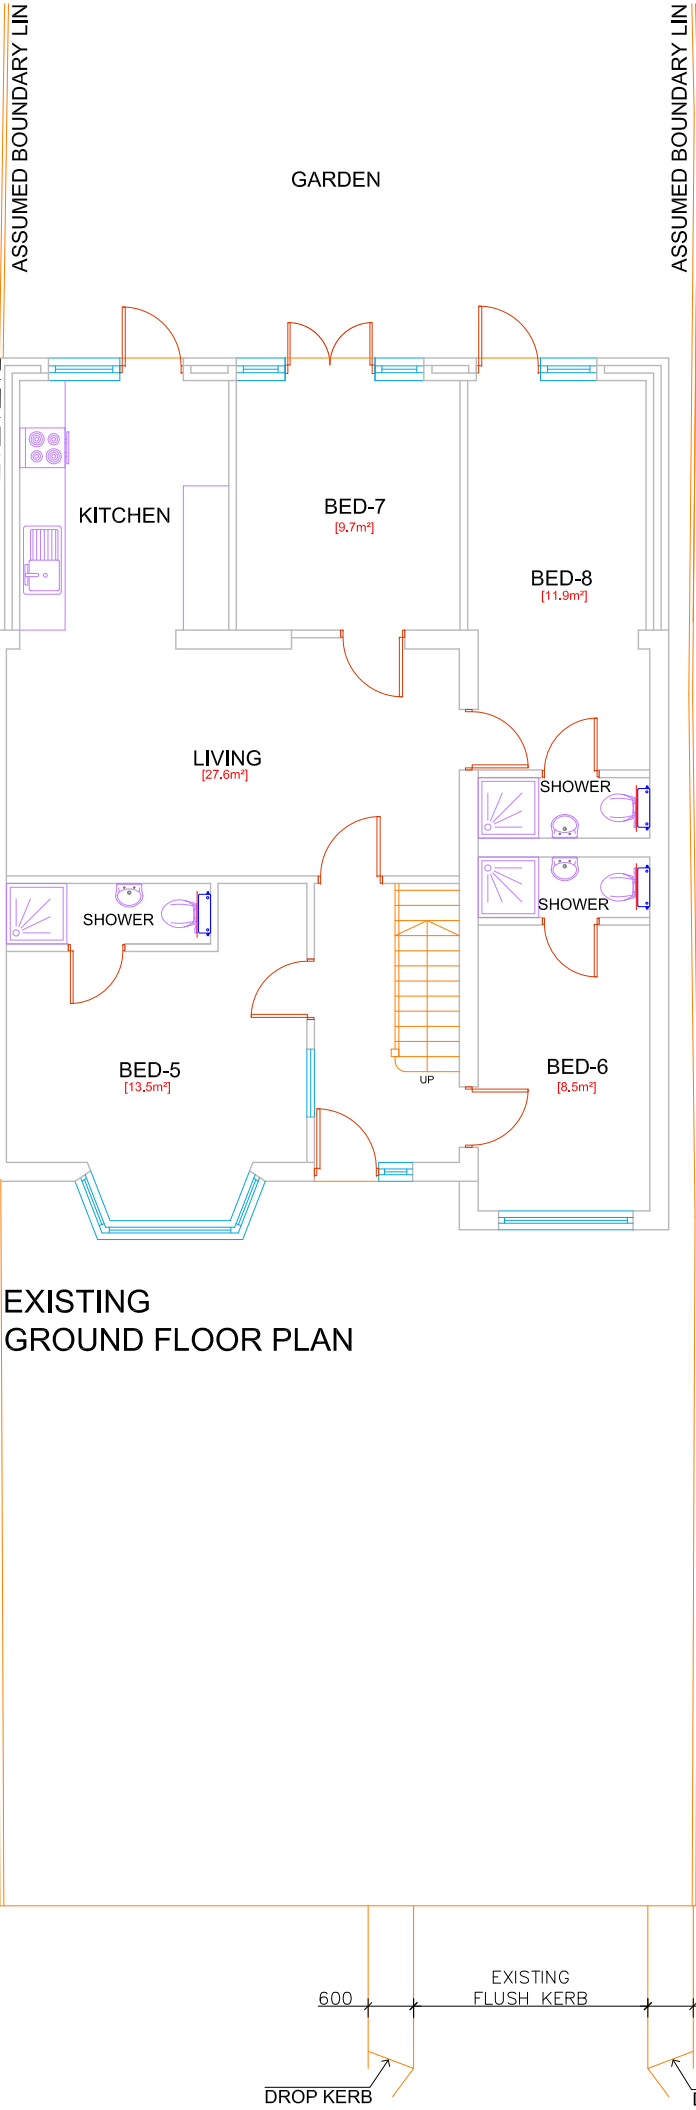 ASSUMED BOUNDARY LIN
ASSUMED BOUNDARY LIN
GARDEN
KITCHEN
BED-7
[9.7m²]
BED-8
[11.9m²]
LIVING
[27.6m²]
SHOWER
SHOWER
SHOWER
BED-5
[13.5m²]
BED-6
[8.5m²]
UP
EXISTING
GROUND FLOOR PLAN
EXISTING
600
FLUSH KERB
DROP KERB